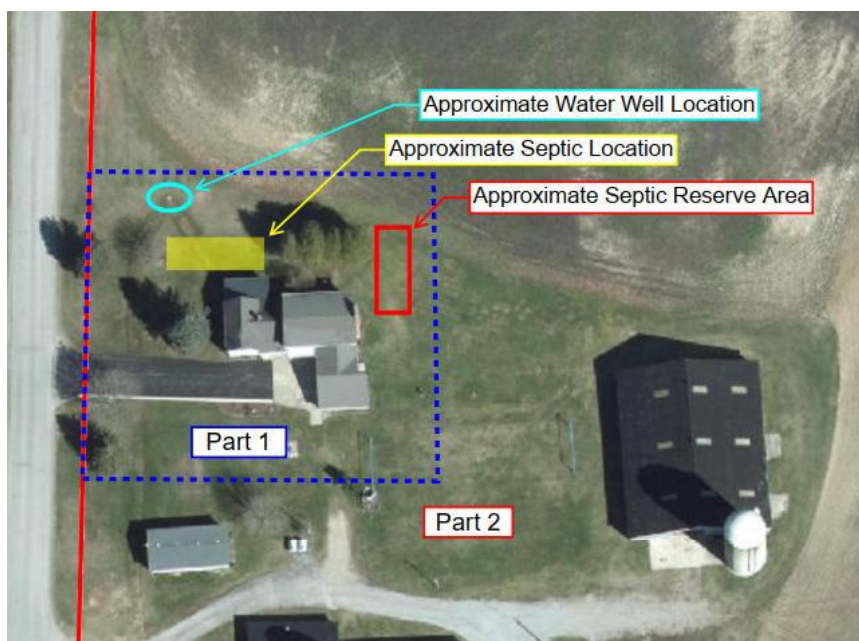 Approximate Water Well Location
Approximate Septic Location
Approximate Septic Reserve Area
Part 1
Part 2